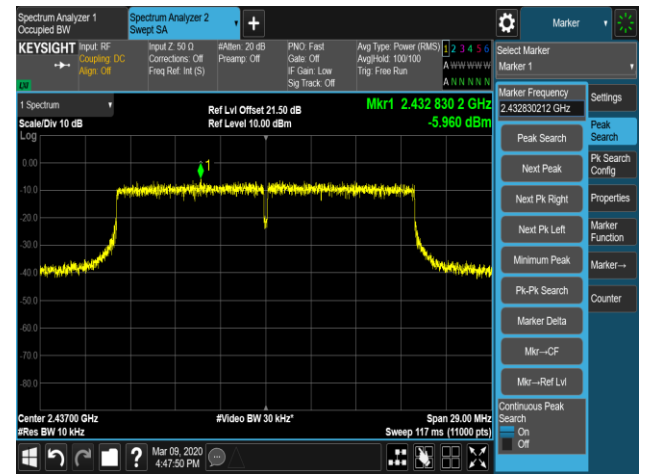 Spectrum Analyzer 1
Occupied BW
Spectrum Analyzer 2
Swept SA
Marker
KEYSIGHT
Input: RF
Coupling: DC
Align: Off
Input Z: 50 Ω
Corrections: Off
Freq Ref: Int (S)
#Atten: 20 dB
Preamp: Off
PNO: Fast
Gate: Off
IF Gain: Low
Sig Track: Off
Avg Type: Power (RMS)
Avg|Hold: 100/100
Trig: Free Run
1 2 3 4 5 6
A W W W W W
A N N N N N
Select Marker
Marker 1
1 Spectrum
Scale/Div 10 dB
Log
Ref Lvl Offset 21.50 dB
Ref Level 10.00 dBm
Mkr1 2.432 830 2 GHz
-5.960 dBm
1
0.00
-10.0
-20.0
-30.0
-40.0
-50.0
-60.0
-70.0
-80.0
Center 2.43700 GHz
#Res BW 10 kHz
#Video BW 30 kHz*
Span 29.00 MHz
Sweep 117 ms (11000 pts)
Marker Frequency
2.432830212 GHz
Peak Search
Next Peak
Next Pk Right
Next Pk Left
Minimum Peak
Pk-Pk Search
Marker Delta
Mkr→CF
Mkr→Ref Lvl
Continuous Peak
Search
On
Off
Settings
Peak
Search
Pk Search
Config
Properties
Marker
Function
Marker→
Counter
?
Mar 09, 2020
4:47:50 PM